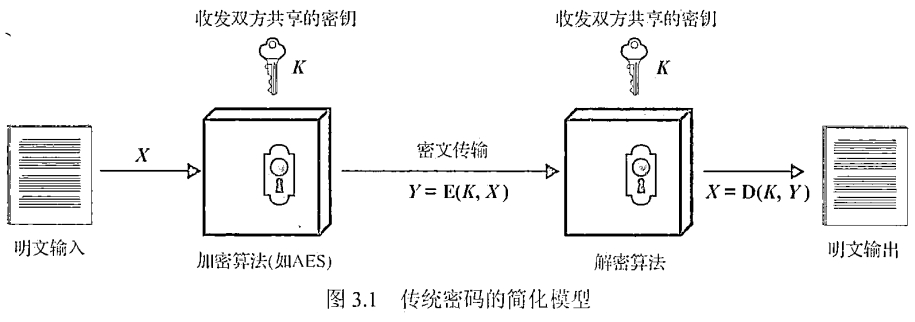 收发双方共享的密钥
收发双方共享的密钥
K
K
X
密文传输
Y = E(K, X)
X = D(K, Y)
明文输入
加密算法(如AES)
解密算法
明文输出
图 3.1 传统密码的简化模型